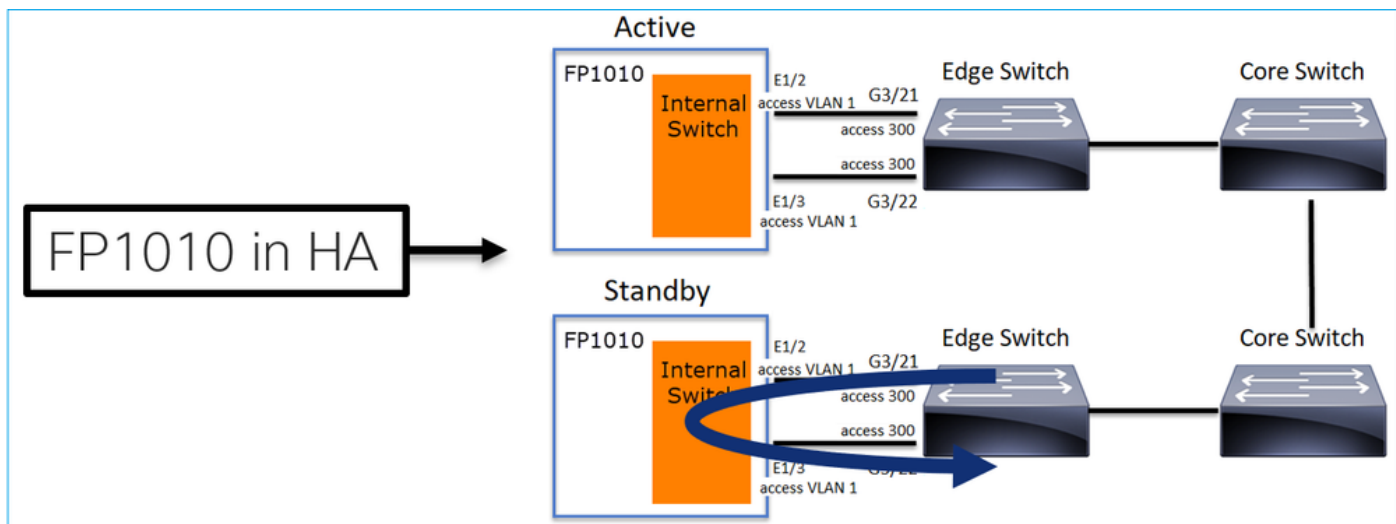 Active
FP1010
Internal
Switch
E1/2
access VLAN 1
G3/21
access 300
access 300
E1/3
access VLAN 1
G3/22
Edge Switch
Core Switch
FP1010 in HA
Standby
FP1010
Internal
Switch
E1/2
access VLAN 1
G3/21
access 300
access 300
E1/3
access VLAN 1
G3/22
Edge Switch
Core Switch